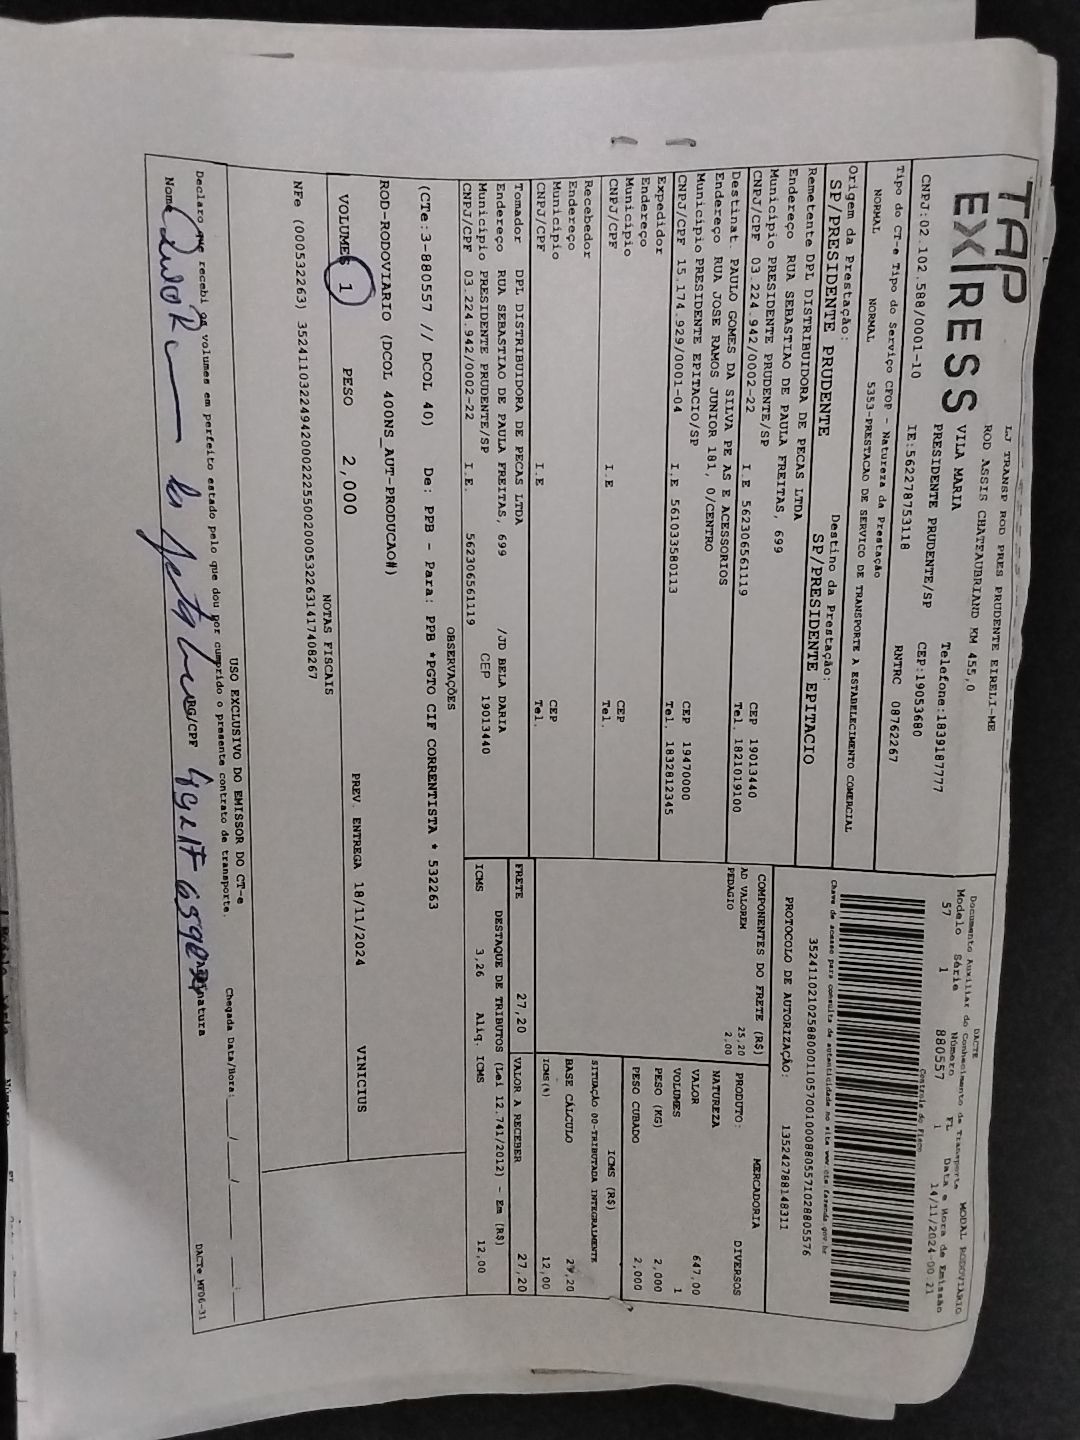 TAP
EX/RESS
LJ TRANSP ROD PRES PRUDENTE EIRELI-ME
ROD ASSIS CHATEAUBRIAND KM 455,0
VILA MARIA Telefone:1839187777
PRESIDENTE PRUDENTE/SP CEP:19053680
CNPJ:02.102.588/0001-10 IE:562278753118 RNTRC 08762267
Tipo do CT-e Tipo do Serviço CFOP - Natureza da Prestação
NORMAL NORMAL 5353-PRESTACAO DE SERVICO DE TRANSPORTE A ESTABELECIMENTO COMERCIAL
Origem da Prestação: Destino da Prestação:
SP/PRESIDENTE PRUDENTE SP/PRESIDENTE EPITACIO
Remetente DPL DISTRIBUIDORA DE PECAS LTDA
Endereço RUA SEBASTIAO DE PAULA FREITAS, 699
Município PRESIDENTE PRUDENTE/SP CEP 19013440
CNPJ/CPF 03.224.942/0002-22 I.E 562306561119 Tel. 1821019100
Destinat. PAULO GOMES DA SILVA PE AS E ACESSORIOS
Endereço RUA JOSE RAMOS JUNIOR 181, 0/CENTRO
Município PRESIDENTE EPITACIO/SP CEP 19470000
CNPJ/CPF 15.174.929/0001-04 I.E 561033580113 Tel. 1832812345
Expedidor
Endereço
Município CEP
CNPJ/CPF I.E Tel.
Recebedor
Endereço
Município CEP
CNPJ/CPF I.E Tel.
Tomador DPL DISTRIBUIDORA DE PECAS LTDA
Endereço RUA SEBASTIAO DE PAULA FREITAS, 699 /JD BELA DARIA
Município PRESIDENTE PRUDENTE/SP CEP 19013440
CNPJ/CPF 03.224.942/0002-22 I.E. 562306561119
DACTE MODAL RODOVIARIO
Documento Auxiliar do Conhecimento de Transporte
Modelo Série Número FL Data e Hora de Emissão
57 1 880557 1 14/11/2024-00 21
Controle do Fisco
Chave de acesso para consulta de autenticidade no site www.cte.fazenda.gov.br
35241102102588000110570010008805571028805576
PROTOCOLO DE AUTORIZAÇÃO: 135242788148311
COMPONENTES DO FRETE (R$)
AD VALOREM 25,20
PEDAGIO 2,00
MERCADORIA
PRODUTO: DIVERSOS
NATUREZA
VALOR 647,00
VOLUMES 1
PESO (KG) 2,000
PESO CUBADO 2,000
ICMS (R$)
SITUAÇÃO 00-TRIBUTADA INTEGRALMENTE
BASE CÁLCULO 27,20
ICMS(%) 12,00
FRETE 27,20 VALOR A RECEBER 27,20
DESTAQUE DE TRIBUTOS (Lei 12.741/2012) - Em (R$)
ICMS 3,26 Aliq. ICMS 12,00
OBSERVAÇÕES
(CTe:3-880557 // DCOL 40) De: PPB - Para: PPB *PGTO CIF CORRENTISTA * 532263
ROD-RODOVIARIO (DCOL 400NS_AUT-PRODUCAO#)
VOLUMES 1 PESO 2,000 PREV. ENTREGA 18/11/2024 VINICIUS
NOTAS FISCAIS
NFe (000532263) 35241103224942000222550020005322631417408267
USO EXCLUSIVO DO EMISSOR DO CT-e
Declaro que recebi os volumes em perfeito estado pelo que dou por cumprido o presente contrato de transporte. Chegada Data/Hora: / / :
Nome RG/CPF
DACTe_MT06-31